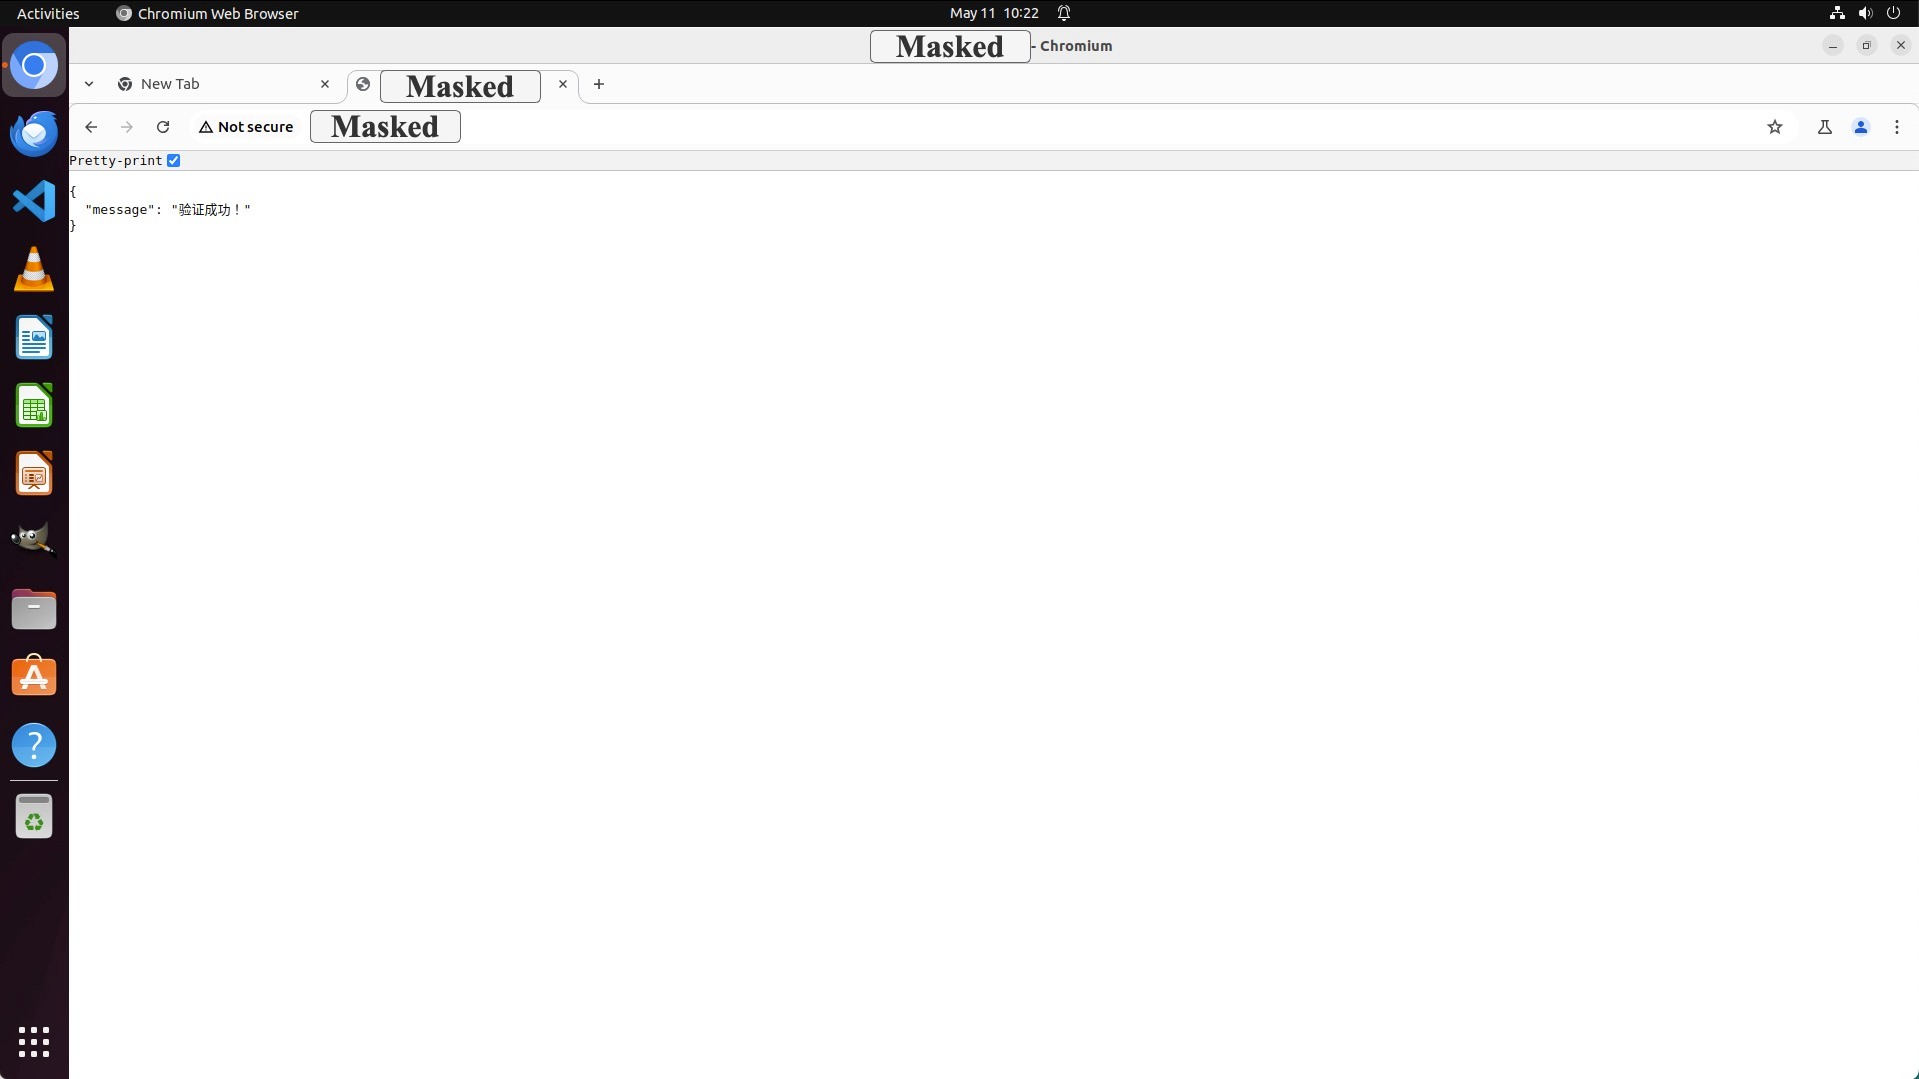 Activities
Chromium Web Browser
May 11 10:22
Masked - Chromium
New Tab
Masked
Not secure
Masked
Pretty-print
{
"message": "验证成功！"
}